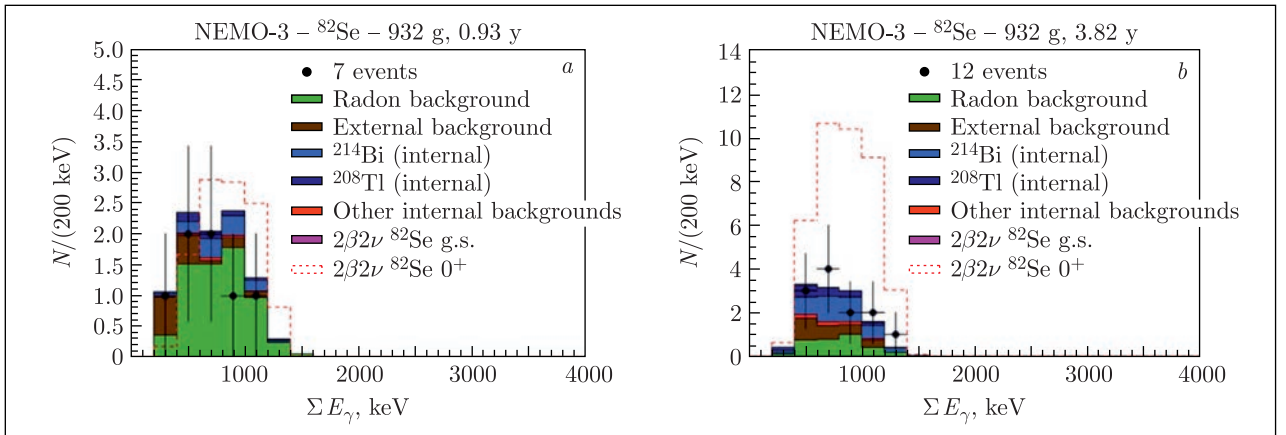 NEMO-3 – ⁸²Se – 932 g, 0.93 y
a
7 events
Radon background
External background
²¹⁴Bi (internal)
²⁰⁸Tl (internal)
Other internal backgrounds
2β2ν ⁸²Se g.s.
2β2ν ⁸²Se 0⁺
N/(200 keV)
5.0
4.5
4.0
3.5
3.0
2.5
2.0
1.5
1.0
0.5
0
1000
2000
3000
4000
Σ Eγ, keV
NEMO-3 – ⁸²Se – 932 g, 3.82 y
b
12 events
Radon background
External background
²¹⁴Bi (internal)
²⁰⁸Tl (internal)
Other internal backgrounds
2β2ν ⁸²Se g.s.
2β2ν ⁸²Se 0⁺
N/(200 keV)
14
12
10
8
6
4
2
0
1000
2000
3000
4000
Σ Eγ, keV